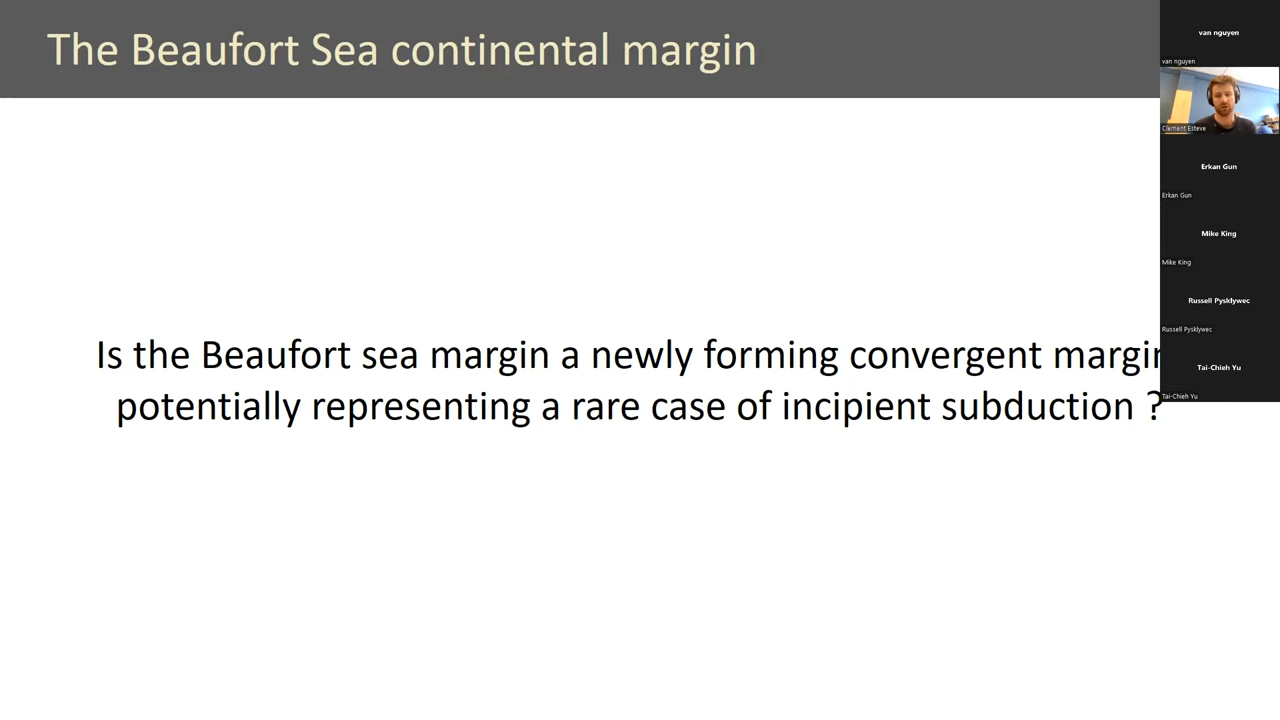 The Beaufort Sea continental margin
Is the Beaufort sea margin a newly forming convergent margin
potentially representing a rare case of incipient subduction ?
van nguyen
van nguyen
Clement Esteve
Erkan Gun
Erkan Gun
Mike King
Mike King
Russell Pysklywec
Russell Pysklywec
Tai-Chieh Yu
Tai-Chieh Yu